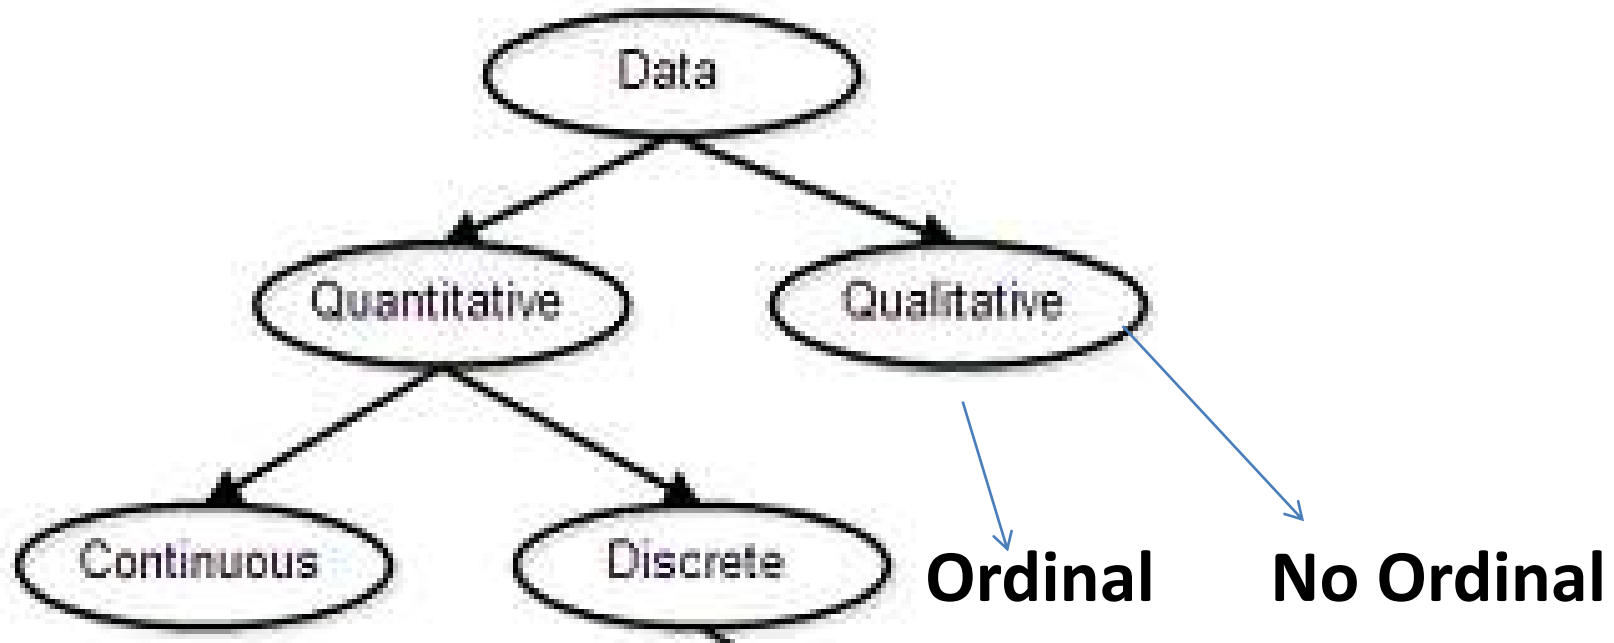 Data
Quantitative
Qualitative
Continuous
Discrete
Ordinal
No Ordinal